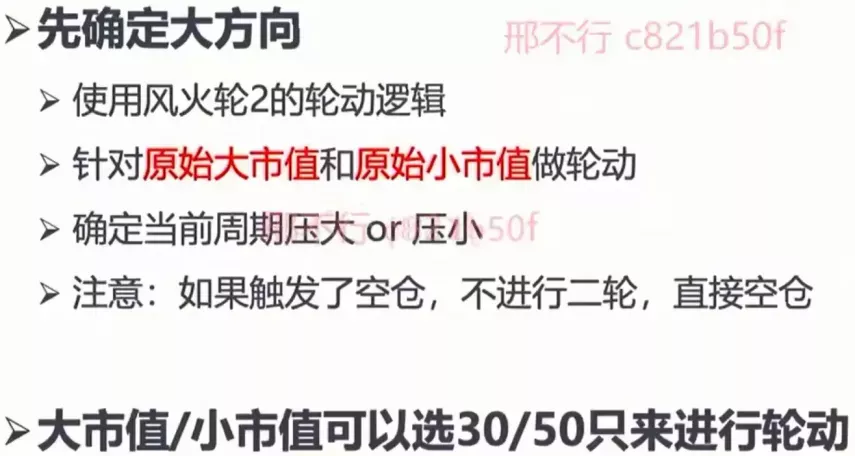 ➢先确定大方向
邢不行 c821b50f
➢ 使用风火轮2的轮动逻辑
➢ 针对原始大市值和原始小市值做轮动
➢ 确定当前周期压大 or 压小
邢不行 c821b50f
➢ 注意：如果触发了空仓，不进行二轮，直接空仓
➢大市值/小市值可以选30/50只来进行轮动